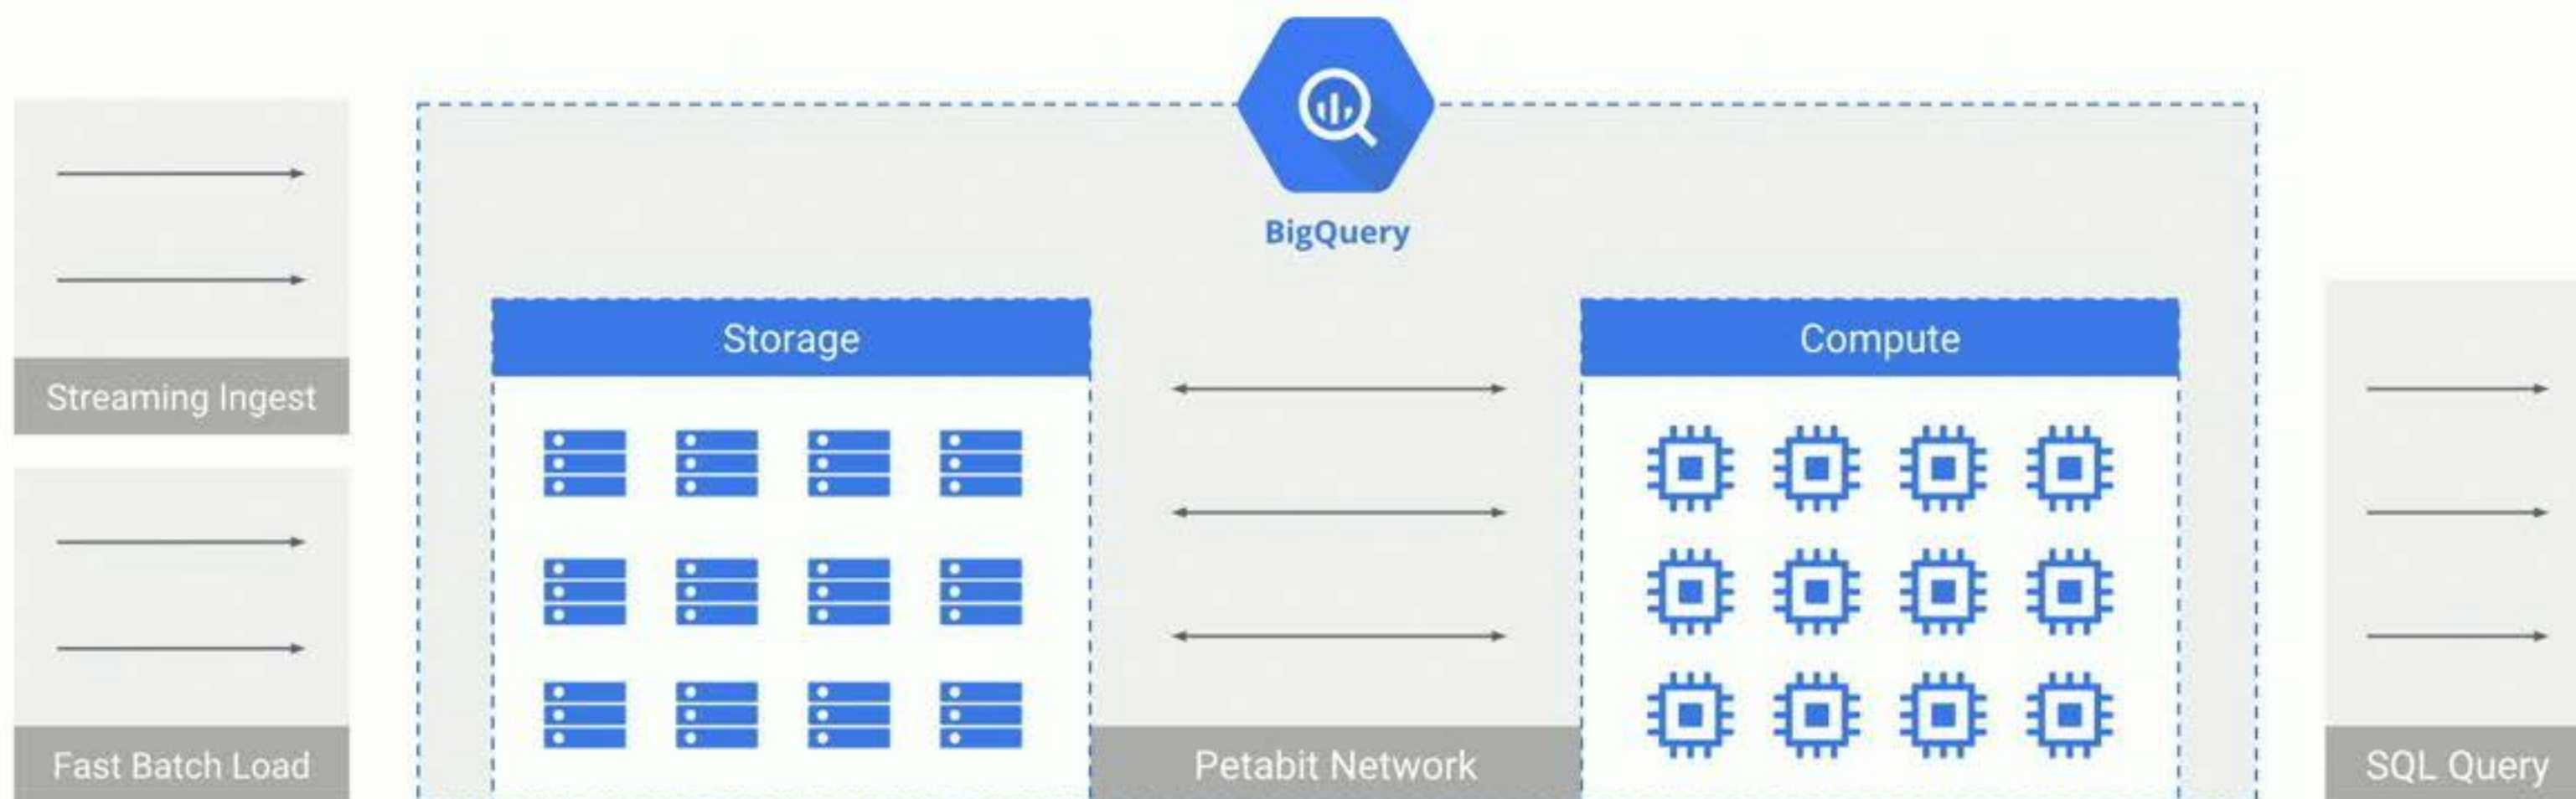 BigQuery
Storage
Compute
Streaming Ingest
Fast Batch Load
Petabit Network
SQL Query